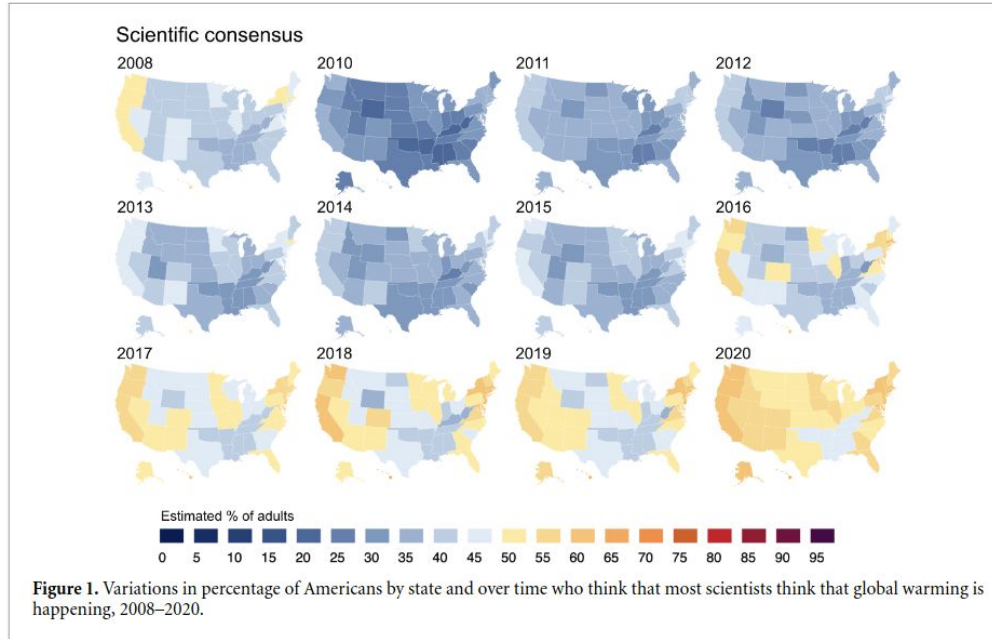 Scientific consensus
2008 2010 2011 2012
2013 2014 2015 2016
2017 2018 2019 2020
Estimated % of adults
0 5 10 15 20 25 30 35 40 45 50 55 60 65 70 75 80 85 90 95
Figure 1. Variations in percentage of Americans by state and over time who think that most scientists think that global warming is
happening, 2008–2020.